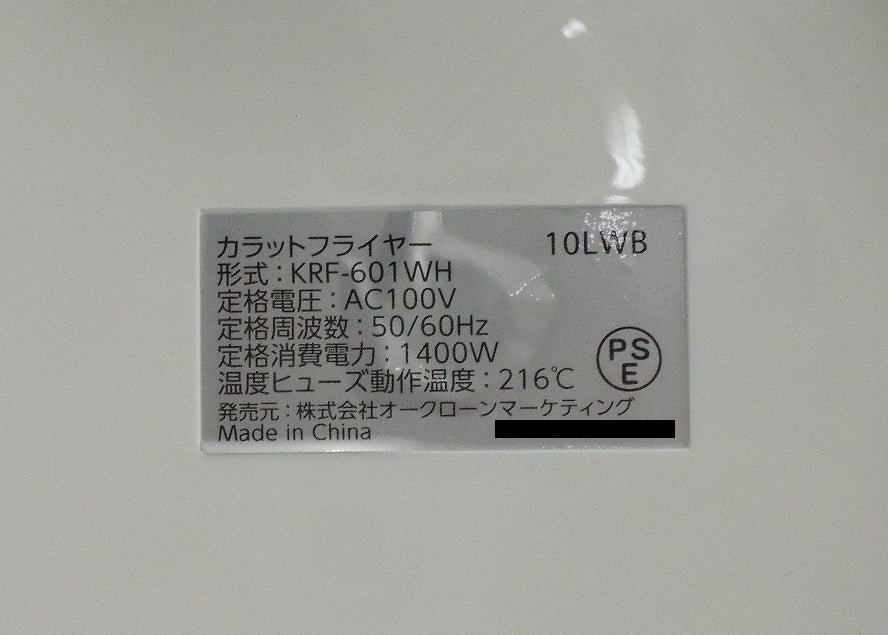 カラットフライヤー 10LWB
形式：KRF-601WH
定格電圧：AC100V
定格周波数：50/60Hz
定格消費電力：1400W
PS
E
温度ヒューズ動作温度：216℃
発売元：株式会社オークローンマーケティング
Made in China